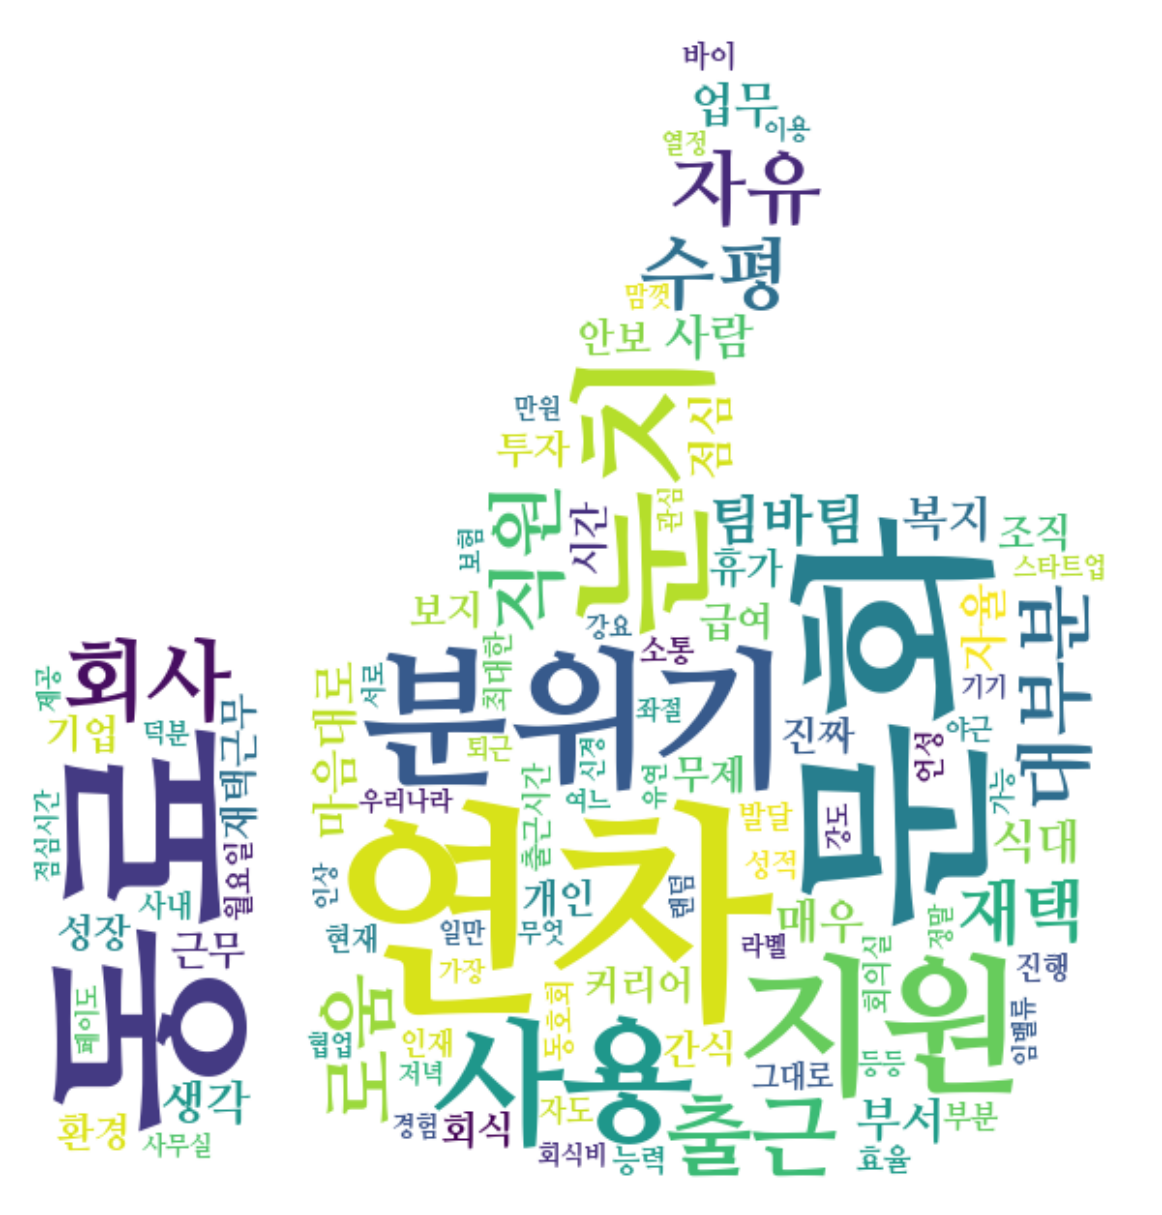 바이
업무
이용
열정
자유
수평
맘껏
안보
사람
눈치
만원
점심
투자
직원
시간
관심
보험
팀바팀
복지
조직
휴가
스타트업
문화
자율
대부분
보지
급여
강요
소통
최대한
서로
분위기
좌절
진짜
기기
언성
야근
회사
제공
기업
덕분
재택근무
마음대로
퇴근
신경
유연
무제
여느
우리나라
출근시간
발달
강도
가능
동료
점심시간
월요일
연차
성적
식대
인상
개인
랜덤
매우
재택
사내
성장
근무
현재
일만
무엇
라벨
정말
회의실
가장
커리어
지원
진행
임밸류
페이도
로움
협업
인재
동호회
간식
저녁
사용
그대로
등등
생각
환경
사무실
경험
회식
자도
출근
부서
부분
회식비
능력
효율